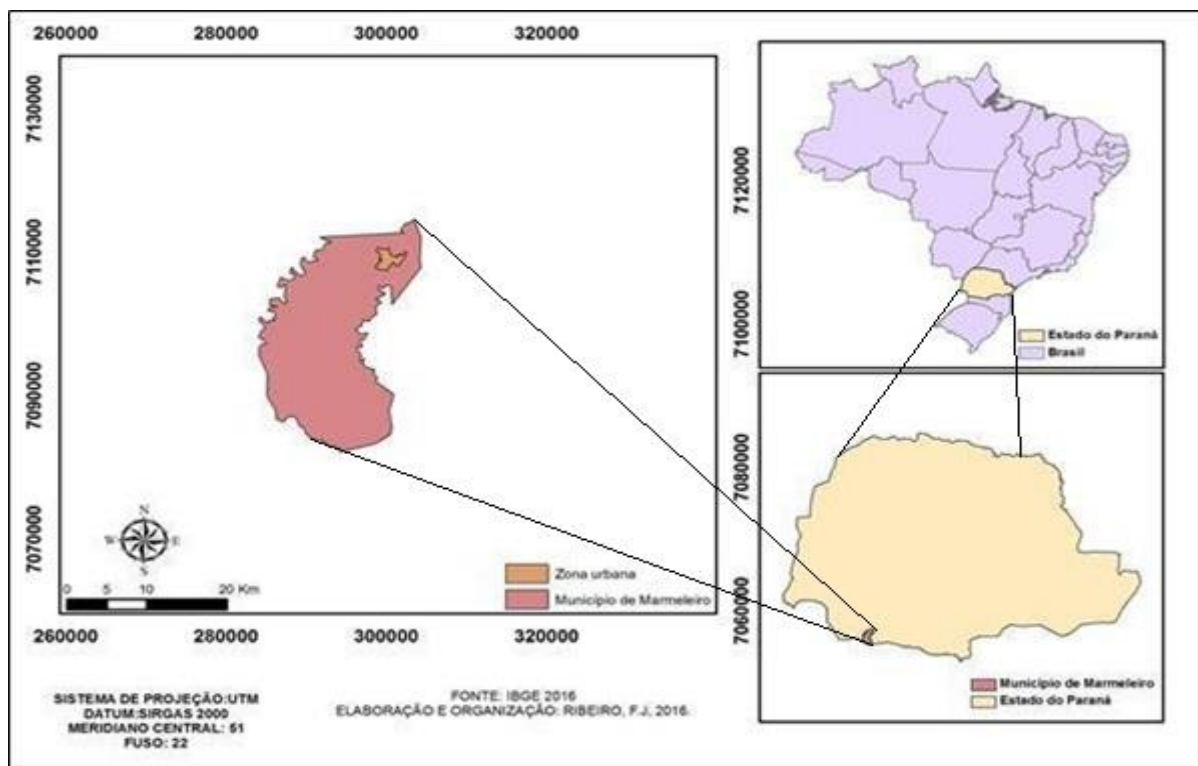 260000 280000 300000 320000
7130000
7110000
7090000
7070000
N
W E
S
0 5 10 20 Km
Zona urbana
Município de Marmeleiro
260000 280000 300000 320000
7120000
7100000
7080000
7060000
Estado do Paraná
Brasil
Município de Marmeleiro
Estado do Paraná
SISTEMA DE PROJEÇÃO:UTM
DATUM:SIRGAS 2000
MERIDIANO CENTRAL: 51
FUSO: 22
FONTE: IBGE 2016
ELABORAÇÃO E ORGANIZAÇÃO: RIBEIRO, F.J, 2016.